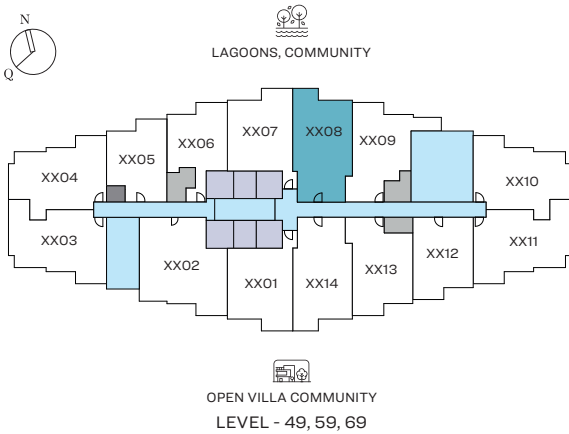 N
Q
LAGOONS, COMMUNITY
XX07
XX08
XX06
XX09
XX05
XX04
XX10
XX03
XX11
XX02
XX12
XX13
XX01
XX14
OPEN VILLA COMMUNITY
LEVEL - 49, 59, 69